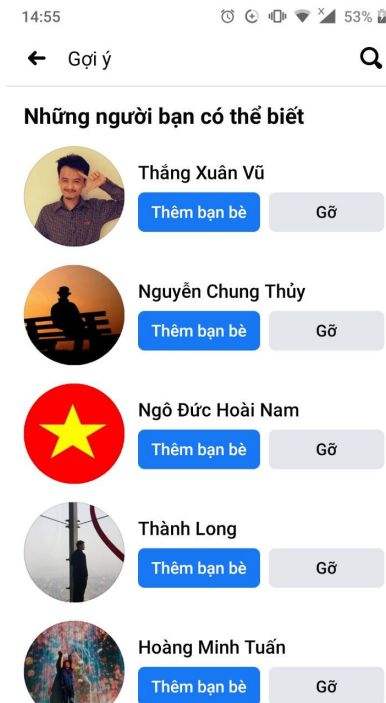 14:55
53%
Gợi ý
Những người bạn có thể biết
Thắng Xuân Vũ
Thêm bạn bè Gỡ
Nguyễn Chung Thủy
Thêm bạn bè Gỡ
Ngô Đức Hoài Nam
Thêm bạn bè Gỡ
Thành Long
Thêm bạn bè Gỡ
Hoàng Minh Tuấn
Thêm bạn bè Gỡ